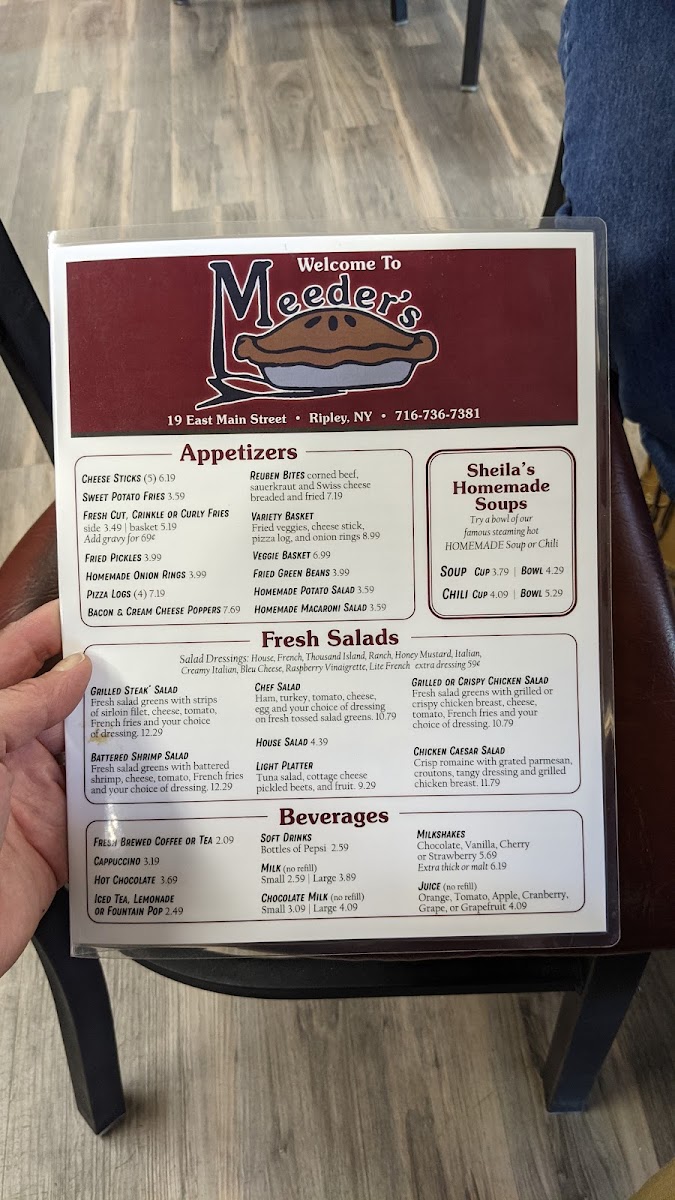 Welcome To
Meeder's
19 East Main Street • Ripley, NY • 716-736-7381
Appetizers
Cheese Sticks (5) 6.19
Sweet Potato Fries 3.59
Fresh Cut, Crinkle or Curly Fries
side 3.49 | basket 5.19
Add gravy for 69¢
Fried Pickles 3.99
Homemade Onion Rings 3.99
Pizza Logs (4) 7.19
Bacon & Cream Cheese Poppers 7.69
Reuben Bites corned beef,
sauerkraut and Swiss cheese
breaded and fried 7.19
Variety Basket
Fried veggies, cheese stick,
pizza log, and onion rings 8.99
Veggie Basket 6.99
Fried Green Beans 3.99
Homemade Potato Salad 3.59
Homemade Macaroni Salad 3.59
Sheila's
Homemade
Soups
Try a bowl of our
famous steaming hot
HOMEMADE Soup or Chili
Soup Cup 3.79 | Bowl 4.29
Chili Cup 4.09 | Bowl 5.29
Fresh Salads
Salad Dressings: House, French, Thousand Island, Ranch, Honey Mustard, Italian,
Creamy Italian, Bleu Cheese, Raspberry Vinaigrette, Lite French extra dressing 59¢
Grilled Steak* Salad
Fresh salad greens with strips
of sirloin filet, cheese, tomato,
French fries and your choice
of dressing. 12.29
Battered Shrimp Salad
Fresh salad greens with battered
shrimp, cheese, tomato, French fries
and your choice of dressing. 12.29
Chef Salad
Ham, turkey, tomato, cheese,
egg and your choice of dressing
on fresh tossed salad greens. 10.79
House Salad 4.39
Light Platter
Tuna salad, cottage cheese
pickled beets, and fruit. 9.29
Grilled or Crispy Chicken Salad
Fresh salad greens with grilled or
crispy chicken breast, cheese,
tomato, French fries and your
choice of dressing. 10.79
Chicken Caesar Salad
Crisp romaine with grated parmesan,
croutons, tangy dressing and grilled
chicken breast. 11.79
Beverages
Fresh Brewed Coffee or Tea 2.09
Cappuccino 3.19
Hot Chocolate 3.69
Iced Tea, Lemonade
or Fountain Pop 2.49
Soft Drinks
Bottles of Pepsi 2.59
Milk (no refill)
Small 2.59 | Large 3.89
Chocolate Milk (no refill)
Small 3.09 | Large 4.09
Milkshakes
Chocolate, Vanilla, Cherry
or Strawberry 5.69
Extra thick or malt 6.19
Juice (no refill)
Orange, Tomato, Apple, Cranberry,
Grape, or Grapefruit 4.09